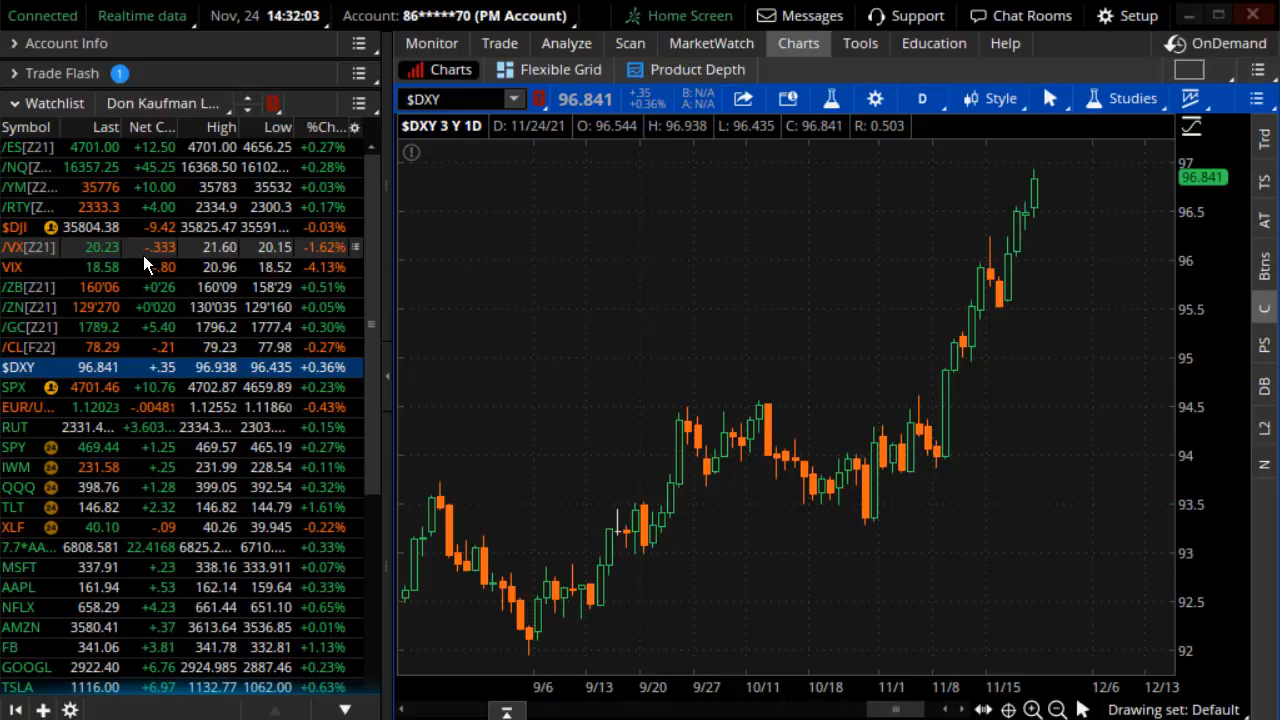 Connected Realtime data Nov, 24 14:32:03 Account: 86*****70 (PM Account) Home Screen Messages Support Chat Rooms Setup
Account Info
Monitor Trade Analyze Scan MarketWatch Charts Tools Education Help OnDemand
Trade Flash 1
Charts Flexible Grid Product Depth
Watchlist Don Kaufman L...
$DXY 96.841 +.35 +0.36% B: N/A A: N/A D Style Studies
Symbol Last Net C... High Low %Ch...
$DXY 3 Y 1D D: 11/24/21 O: 96.544 H: 96.938 L: 96.435 C: 96.841 R: 0.503
/ES[Z21] 4701.00 +12.50 4701.00 4656.25 +0.27%
/NQ[Z... 16357.25 +45.25 16368.50 16102... +0.28%
/YM[Z2... 35776 +10.00 35783 35532 +0.03%
/RTY[Z... 2333.3 +4.00 2334.9 2300.3 +0.17%
$DJI 35804.38 -9.42 35825.47 35591.... -0.03%
/VX[Z21] 20.23 -.333 21.60 20.15 -1.62%
VIX 18.58 -.80 20.96 18.52 -4.13%
/ZB[Z21] 160'06 +0'26 160'09 158'29 +0.51%
/ZN[Z21] 129'270 +0'020 130'035 129'160 +0.05%
/GC[Z21] 1789.2 +5.40 1796.2 1777.4 +0.30%
/CL[F22] 78.29 -.21 79.23 77.98 -0.27%
$DXY 96.841 +.35 96.938 96.435 +0.36%
SPX 4701.46 +10.76 4702.87 4659.89 +0.23%
EUR/U... 1.12023 -.00481 1.12552 1.11860 -0.43%
RUT 2331.4... +3.603... 2334.3... 2303.... +0.15%
SPY 24 469.44 +1.25 469.57 465.19 +0.27%
IWM 24 231.58 +.25 231.99 228.54 +0.11%
QQQ 24 398.76 +1.28 399.05 392.54 +0.32%
TLT 24 146.82 +2.32 146.82 144.79 +1.61%
XLF 24 40.10 -.09 40.26 39.945 -0.22%
7.7*AA... 6808.581 22.4168 6825.2... 6710.... +0.33%
MSFT 337.91 +.23 338.16 333.911 +0.07%
AAPL 161.94 +.53 162.14 159.64 +0.33%
NFLX 658.29 +4.23 661.44 651.10 +0.65%
AMZN 3580.41 +.37 3613.64 3536.85 +0.01%
FB 341.06 +3.81 341.78 332.81 +1.13%
GOOGL 2922.40 +6.76 2924.985 2887.46 +0.23%
TSLA 1116.00 +6.97 1132.77 1062.00 +0.63%
97
96.841
96.5
96
95.5
95
94.5
94
93.5
93
92.5
92
9/6 9/13 9/20 9/27 10/11 10/18 11/1 11/8 11/15 12/6 12/13
Drawing set: Default
Trd
TS
AT
Btns
C
PS
DB
L2
N